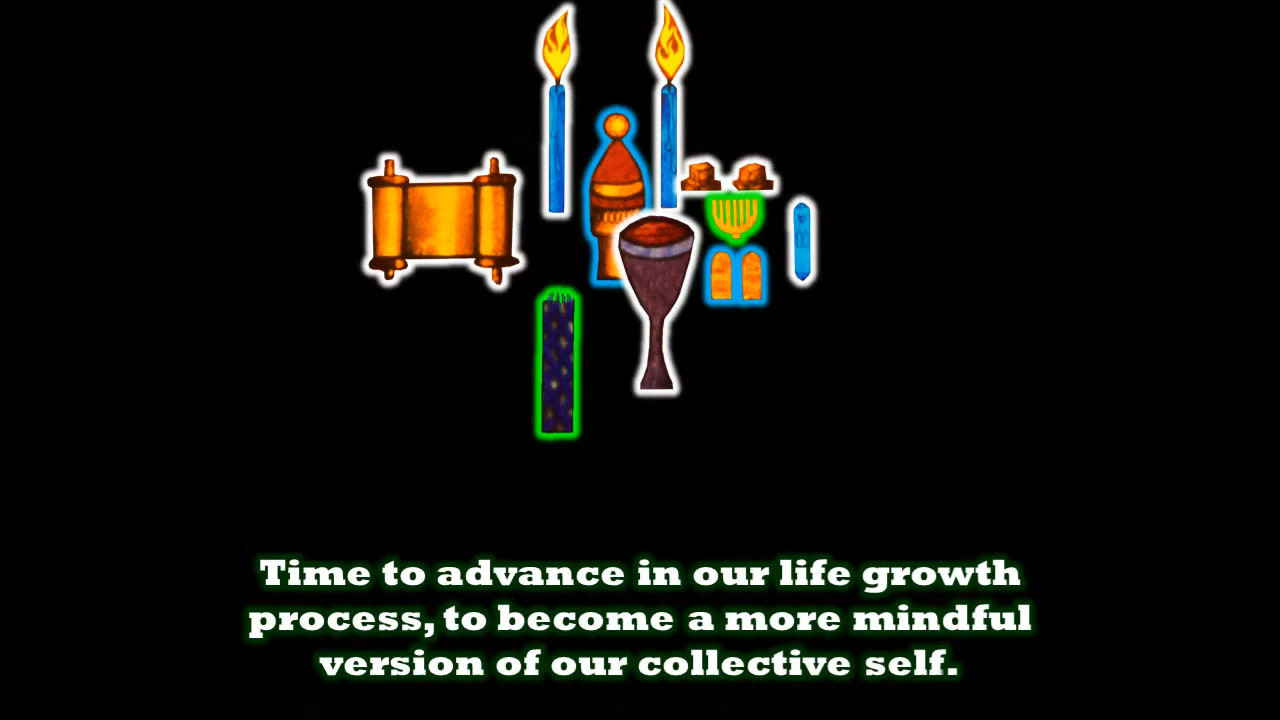 Time to advance in our life growth
process, to become a more mindful
version of our collective self.